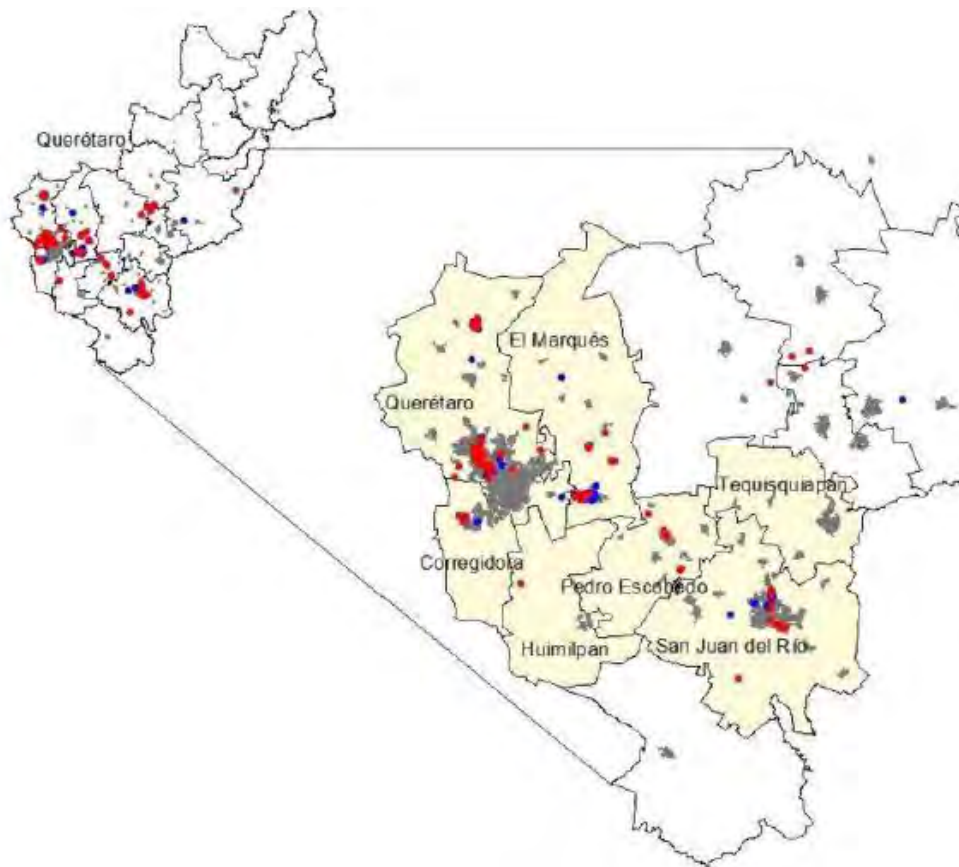 Querétaro
El Marqués
Querétaro
Tequisquiapan
Corregidora
Pedro Escobedo
Huimilpan
San Juan del Río